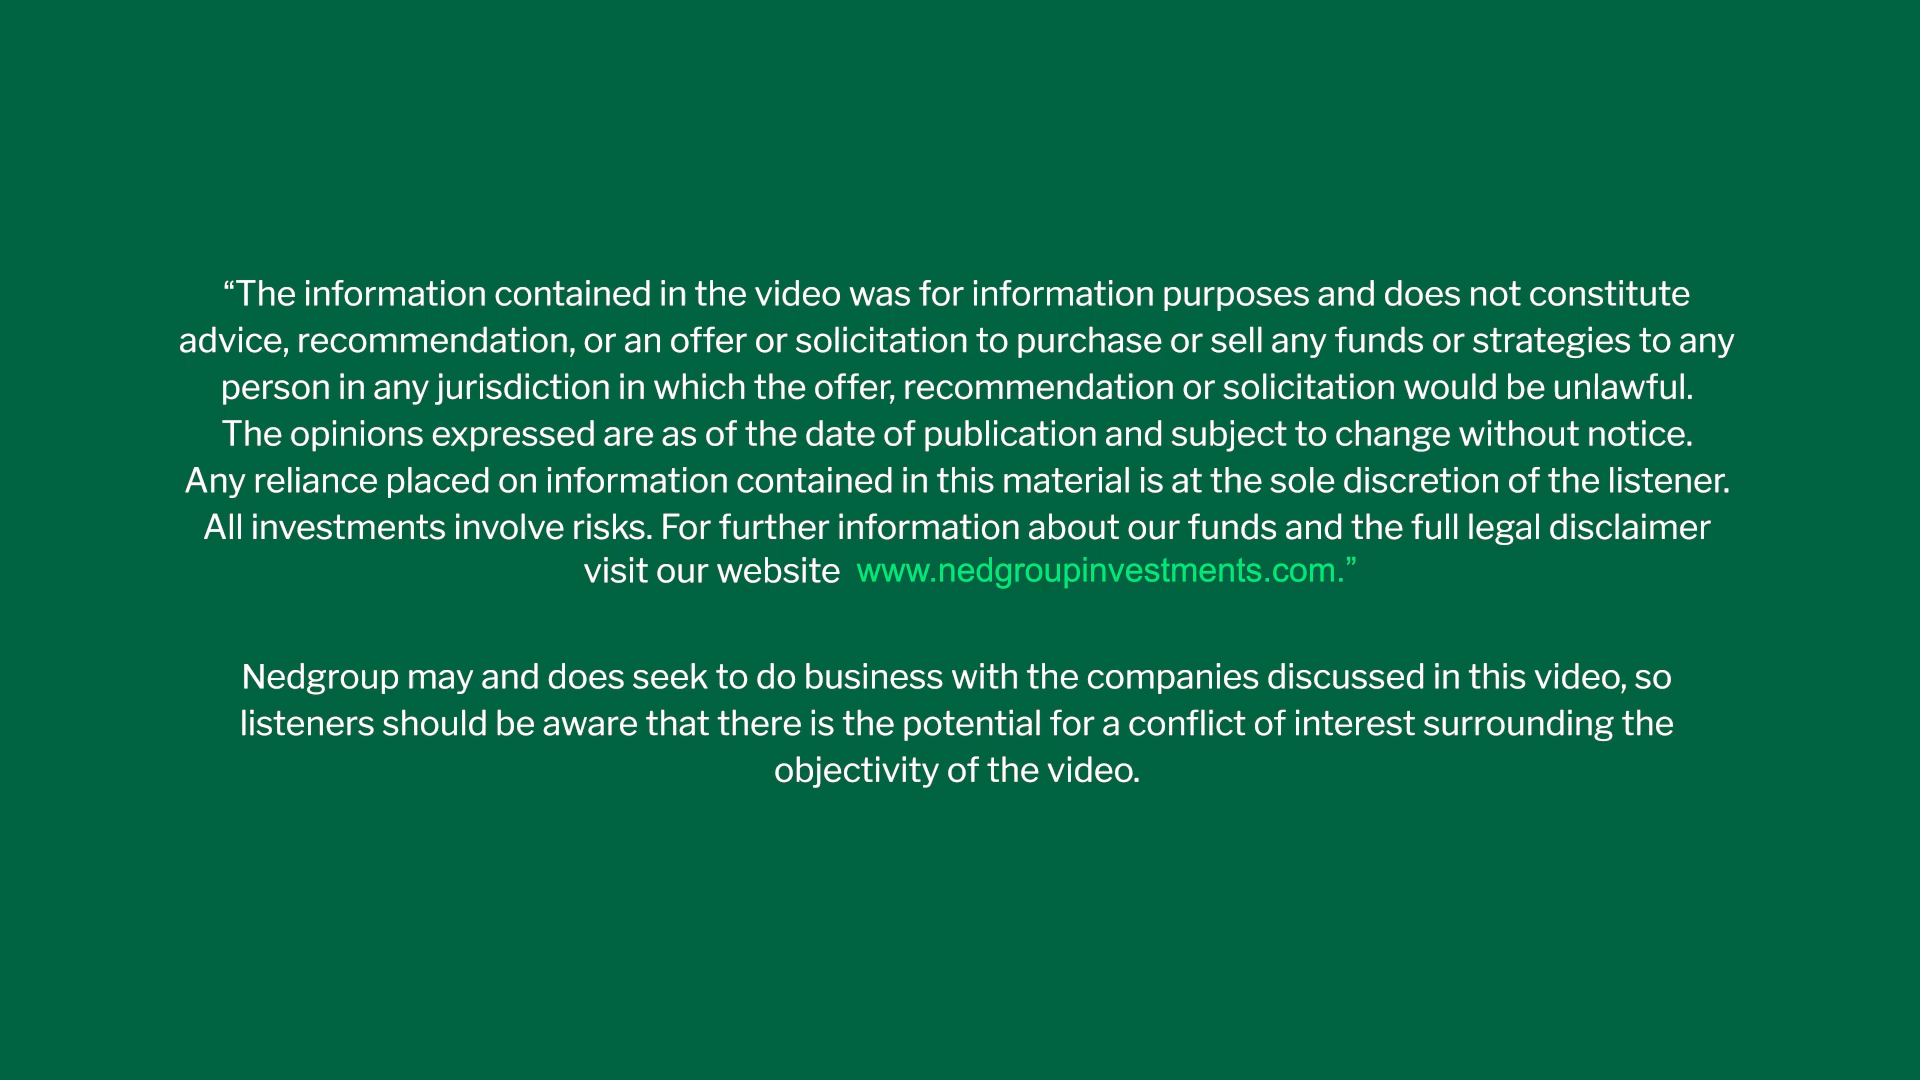 “The information contained in the video was for information purposes and does not constitute
advice, recommendation, or an offer or solicitation to purchase or sell any funds or strategies to any
person in any jurisdiction in which the offer, recommendation or solicitation would be unlawful.
The opinions expressed are as of the date of publication and subject to change without notice.
Any reliance placed on information contained in this material is at the sole discretion of the listener.
All investments involve risks. For further information about our funds and the full legal disclaimer
visit our website www.nedgroupinvestments.com.”
Nedgroup may and does seek to do business with the companies discussed in this video, so
listeners should be aware that there is the potential for a conflict of interest surrounding the
objectivity of the video.